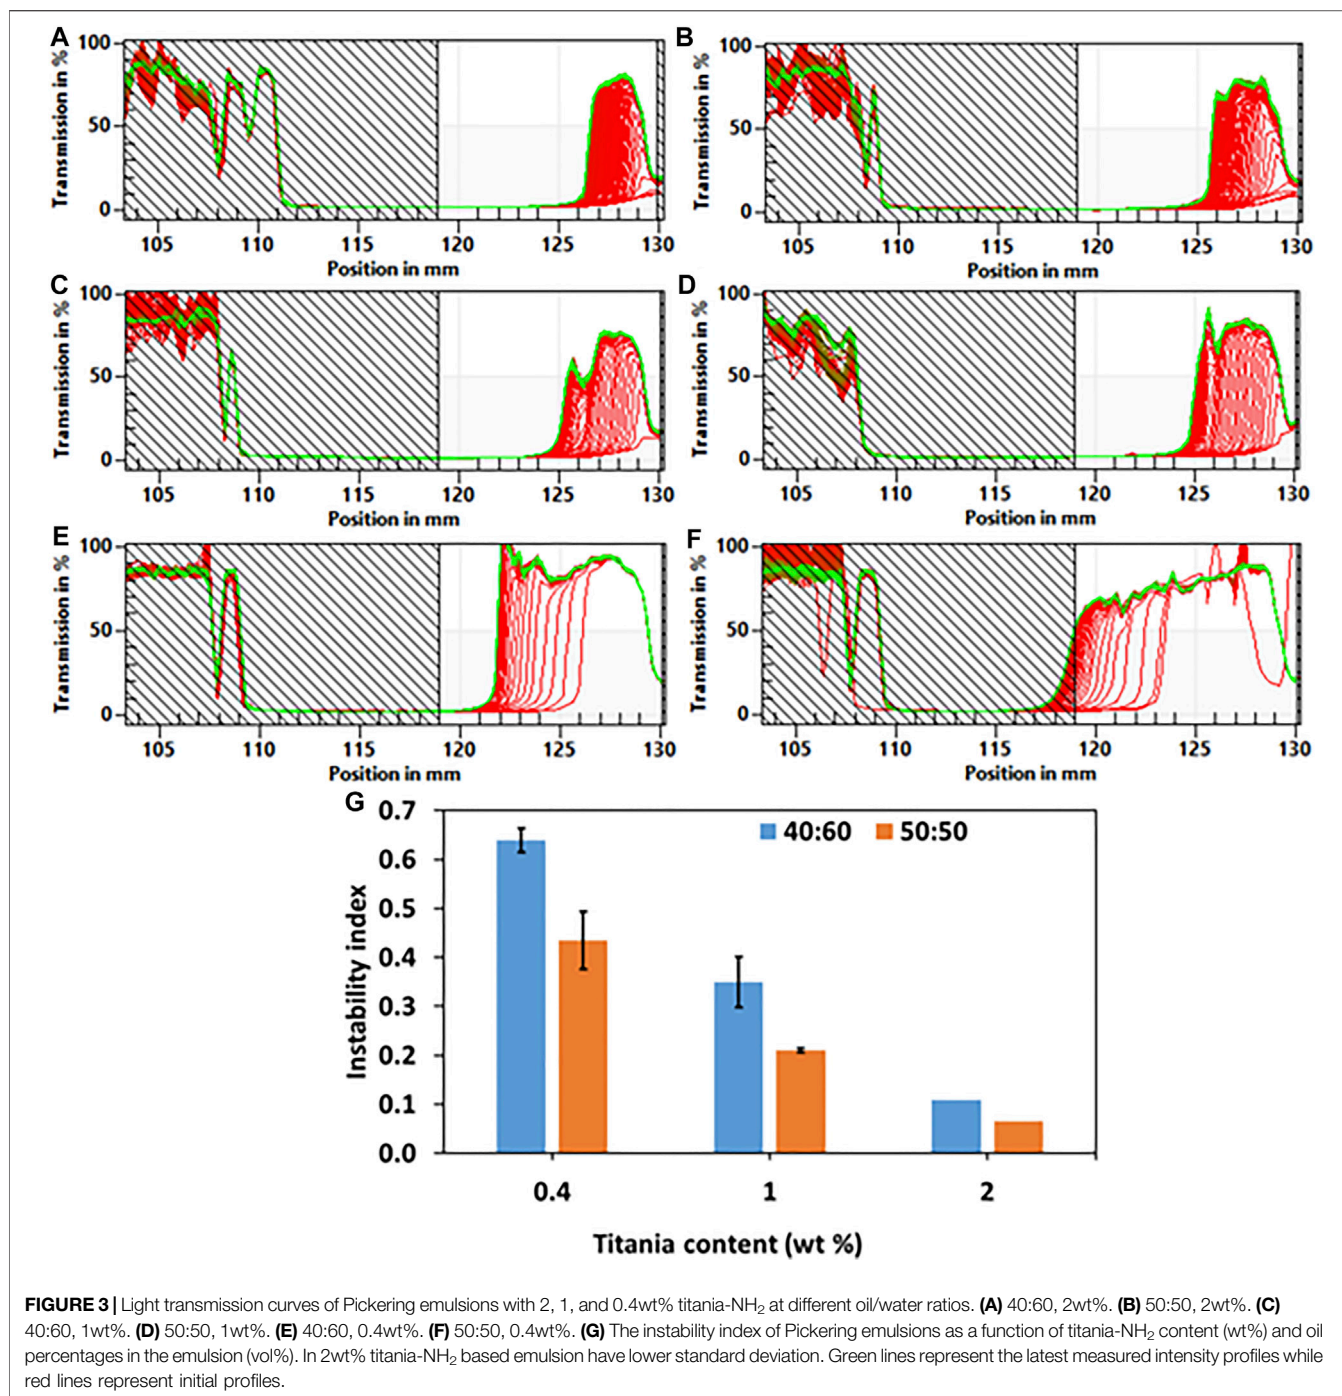 A
100
50
0
Transmission in %
105 110 115 120 125 130
Position in mm
B
100
50
0
Transmission in %
105 110 115 120 125 130
Position in mm
C
100
50
0
Transmission in %
105 110 115 120 125 130
Position in mm
D
100
50
0
Transmission in %
105 110 115 120 125 130
Position in mm
E
100
50
0
Transmission in %
105 110 115 120 125 130
Position in mm
F
100
50
0
Transmission in %
105 110 115 120 125 130
Position in mm
G
0.7
0.6
0.5
0.4
0.3
0.2
0.1
0.0
Instability index
40:60 50:50
0.4 1 2
Titania content (wt %)
FIGURE 3 | Light transmission curves of Pickering emulsions with 2, 1, and 0.4wt% titania-NH₂ at different oil/water ratios. (A) 40:60, 2wt%. (B) 50:50, 2wt%. (C)
40:60, 1wt%. (D) 50:50, 1wt%. (E) 40:60, 0.4wt%. (F) 50:50, 0.4wt%. (G) The instability index of Pickering emulsions as a function of titania-NH₂ content (wt%) and oil
percentages in the emulsion (vol%). In 2wt% titania-NH₂ based emulsion have lower standard deviation. Green lines represent the latest measured intensity profiles while
red lines represent initial profiles.